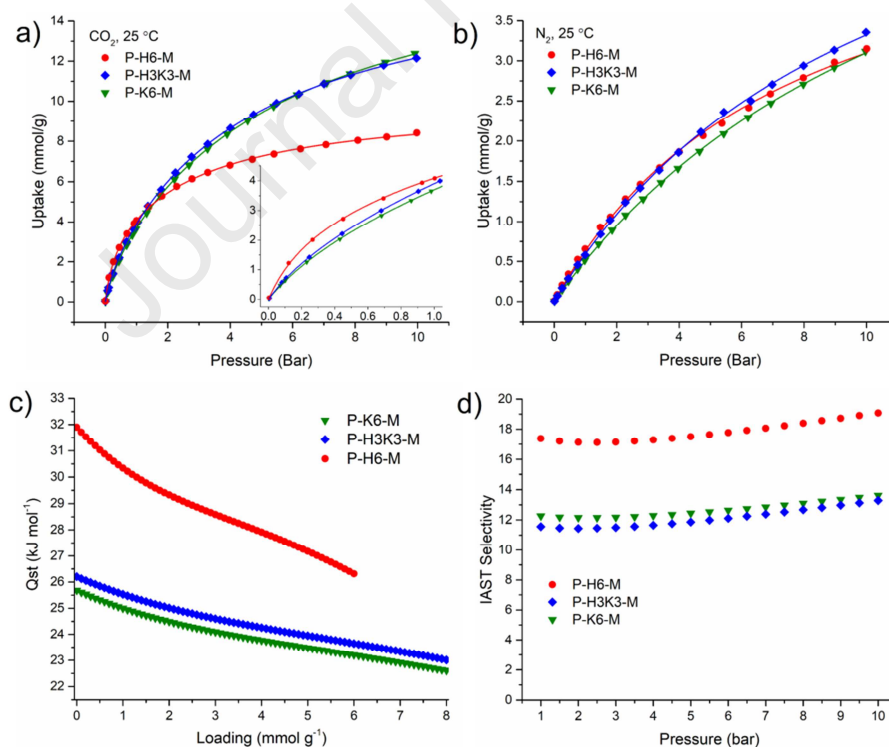 Journal
a)
CO2, 25 °C
P-H6-M
P-H3K3-M
P-K6-M
Uptake (mmol/g)
14
12
10
8
6
4
2
0
4
3
2
1
0
0.0 0.2 0.4 0.6 0.8 1.0
0 2 4 6 8 10
Pressure (Bar)
b)
N2, 25 °C
P-H6-M
P-H3K3-M
P-K6-M
Uptake (mmol/g)
3.5
3.0
2.5
2.0
1.5
1.0
0.5
0.0
0 2 4 6 8 10
Pressure (Bar)
c)
P-K6-M
P-H3K3-M
P-H6-M
Qst (kJ mol-1)
33
32
31
30
29
28
27
26
25
24
23
22
0 1 2 3 4 5 6 7 8
Loading (mmol g-1)
d)
P-H6-M
P-H3K3-M
P-K6-M
IAST Selectivity
20
18
16
14
12
10
8
6
4
2
0
1 2 3 4 5 6 7 8 9 10
Pressure (bar)